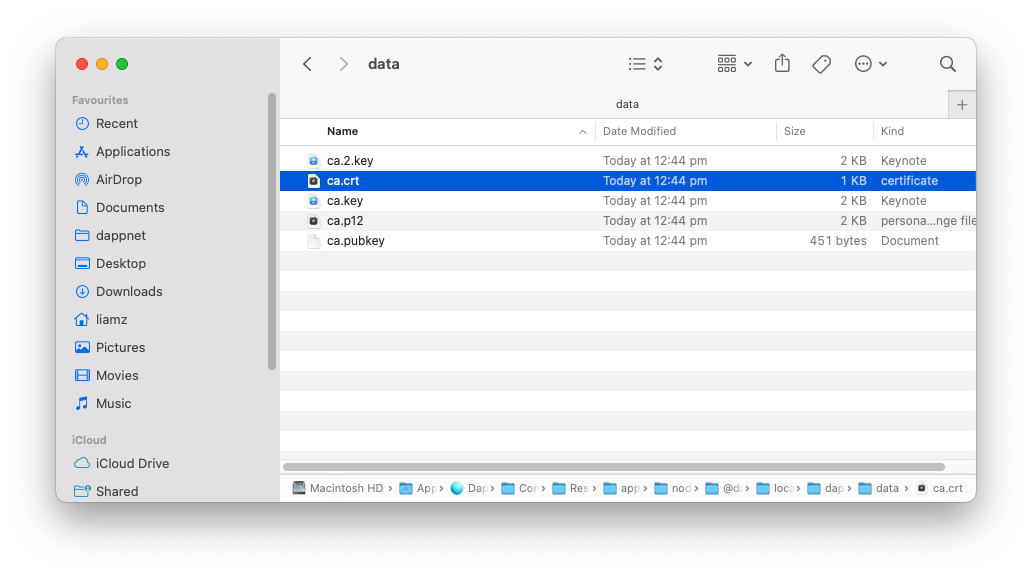 data
data
Favourites
Recent
Applications
AirDrop
Documents
dappnet
Desktop
Downloads
liamz
Pictures
Movies
Music
iCloud
iCloud Drive
Shared
Name Date Modified Size Kind
ca.2.key Today at 12:44 pm 2 KB Keynote
ca.crt Today at 12:44 pm 1 KB certificate
ca.key Today at 12:44 pm 2 KB Keynote
ca.p12 Today at 12:44 pm 2 KB persona...nge file
ca.pubkey Today at 12:44 pm 451 bytes Document
Macintosh HD › App › Dap › Con › Res › app › nod › @da › loca › dap › data › ca.crt